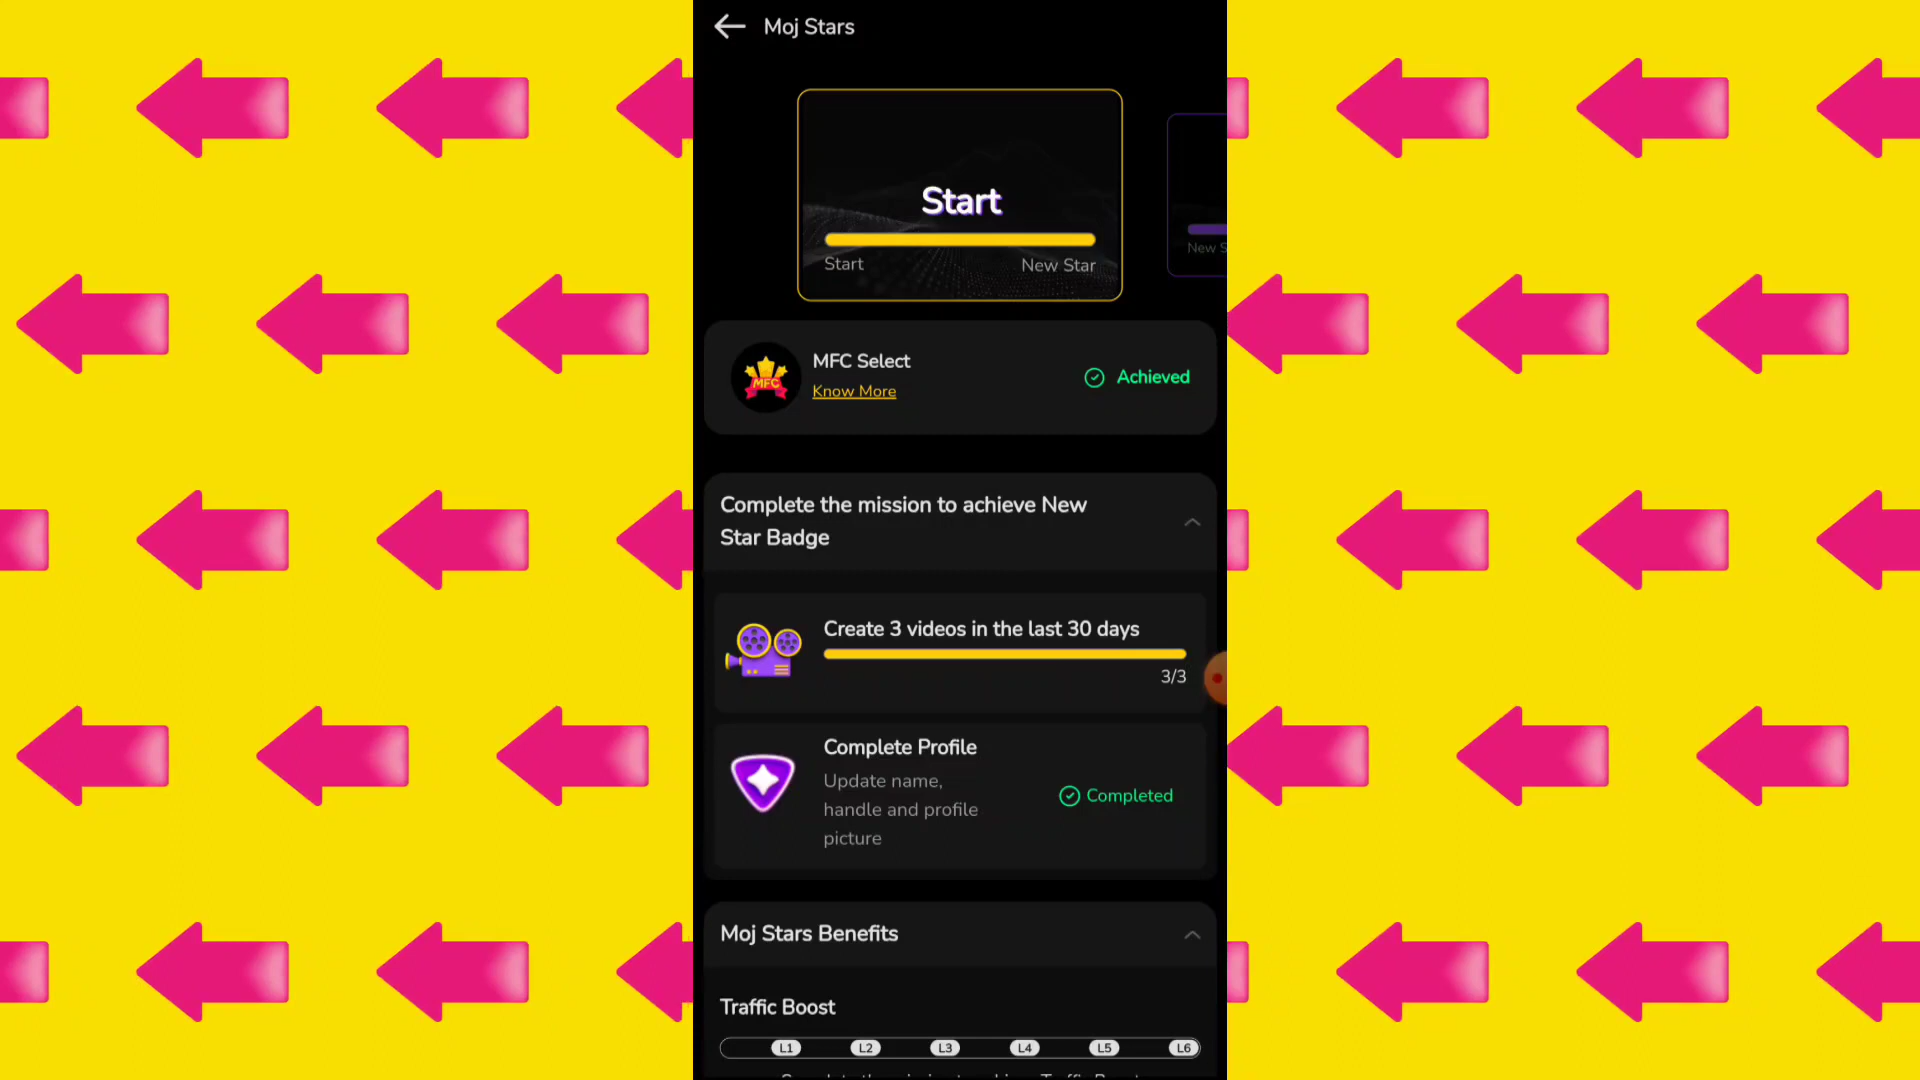 Moj Stars
Start
Start
New Star
New S
MFC
MFC Select
Know More
Achieved
Complete the mission to achieve New
Star Badge
Create 3 videos in the last 30 days
3/3
Complete Profile
Update name,
handle and profile
picture
Completed
Moj Stars Benefits
Traffic Boost
L1 L2 L3 L4 L5 L6